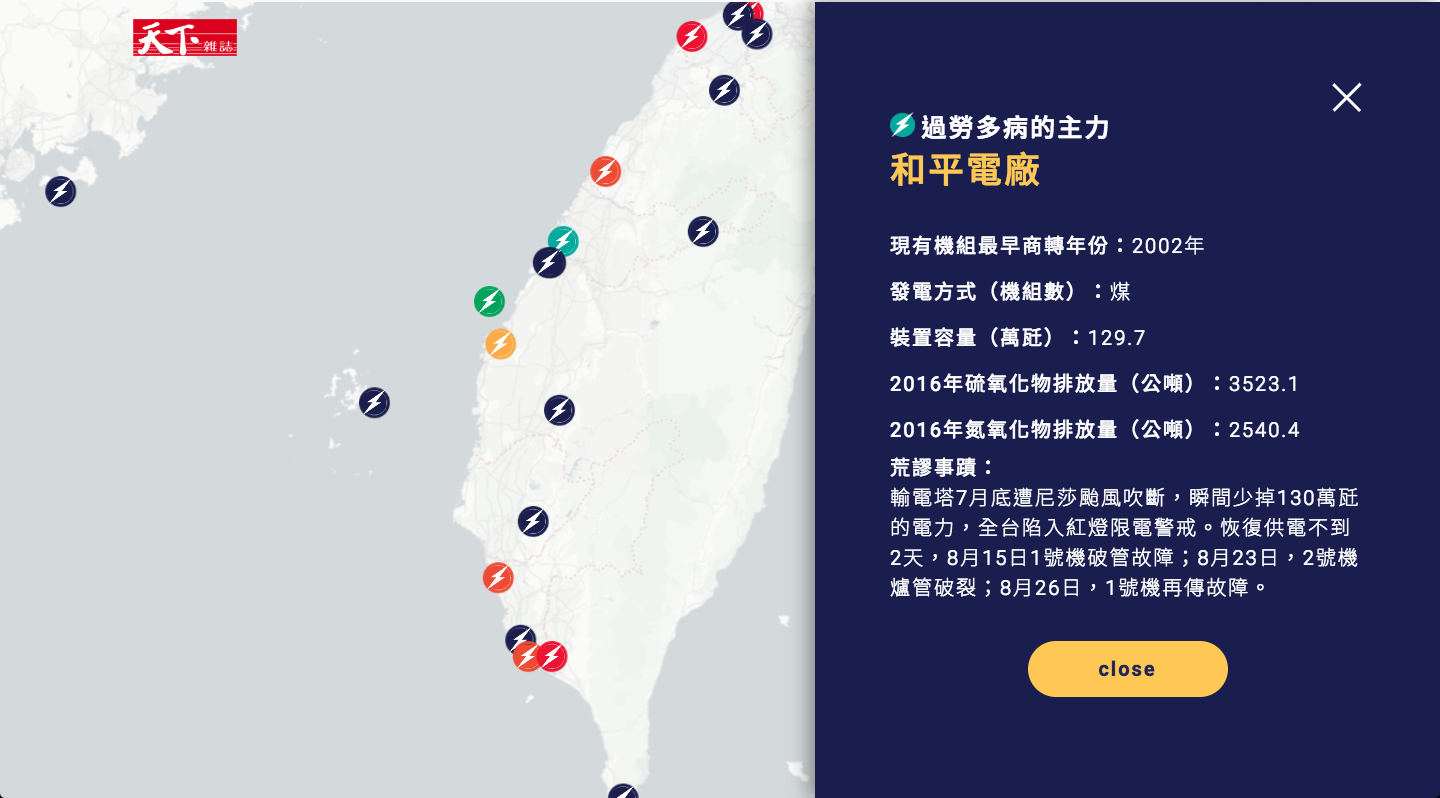 天下雜誌
過勞多病的主力
和平電廠
現有機組最早商轉年份：2002年
發電方式（機組數）：煤
裝置容量（萬瓩）：129.7
2016年硫氧化物排放量（公噸）：3523.1
2016年氮氧化物排放量（公噸）：2540.4
荒謬事蹟：
輸電塔7月底遭尼莎颱風吹斷，瞬間少掉130萬瓩
的電力，全台陷入紅燈限電警戒。恢復供電不到
2天，8月15日1號機破管故障；8月23日，2號機
爐管破裂；8月26日，1號機再傳故障。
close